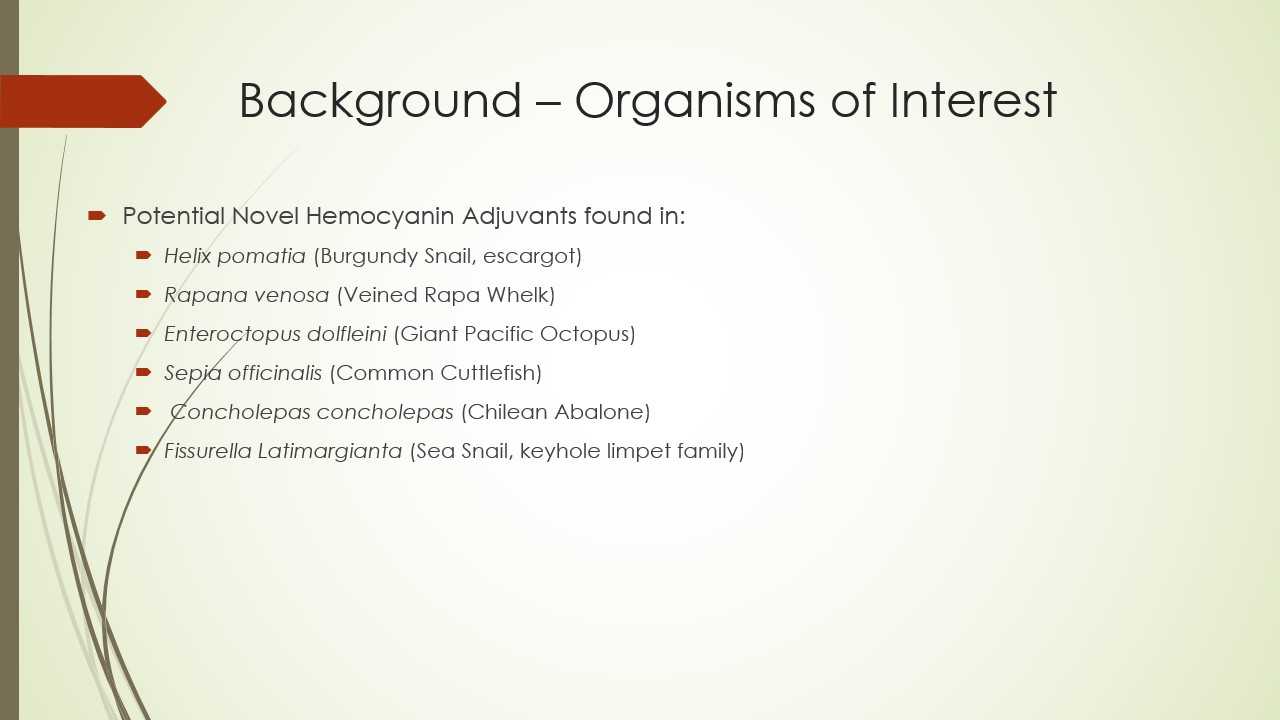 Background – Organisms of Interest
Potential Novel Hemocyanin Adjuvants found in:
Helix pomatia (Burgundy Snail, escargot)
Rapana venosa (Veined Rapa Whelk)
Enteroctopus dolfleini (Giant Pacific Octopus)
Sepia officinalis (Common Cuttlefish)
Concholepas concholepas (Chilean Abalone)
Fissurella Latimargianta (Sea Snail, keyhole limpet family)